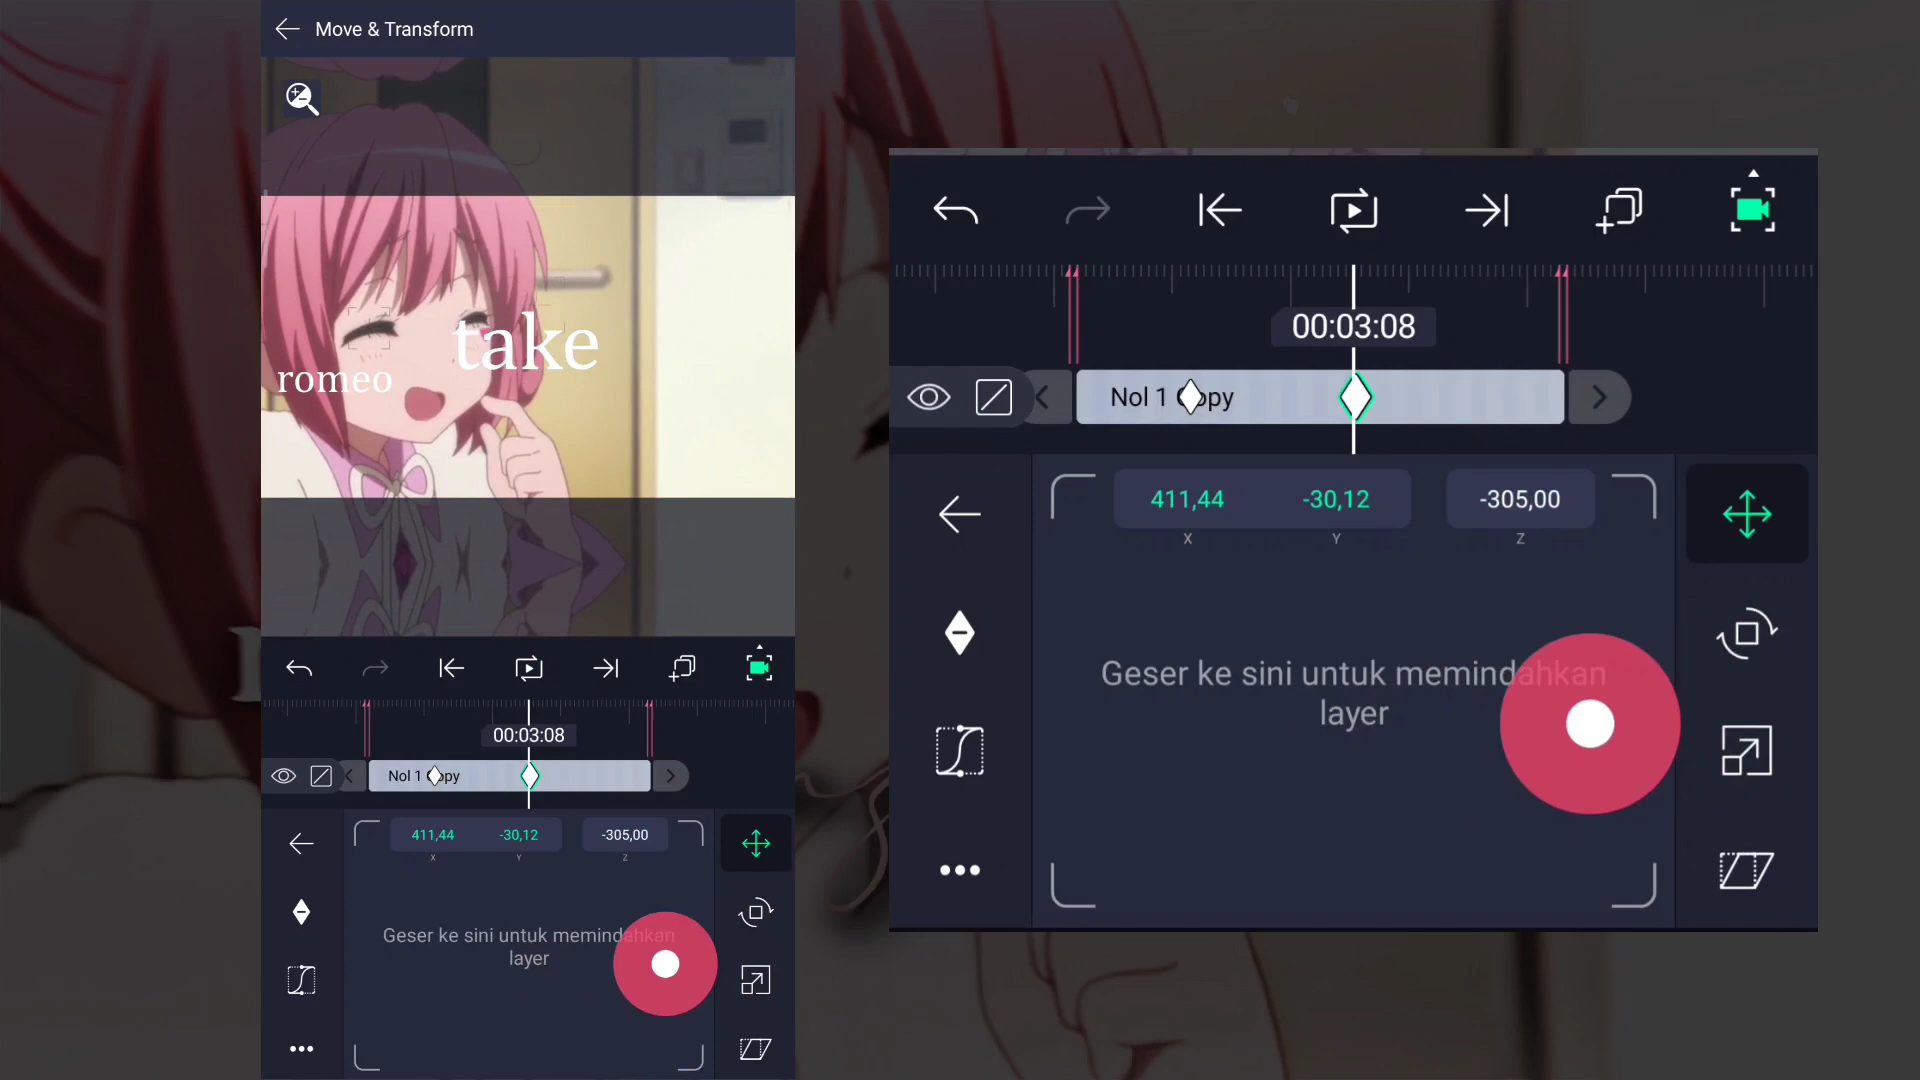 Move & Transform
take
romeo
00:03:08
Nol 1 Copy
411,44 -30,12 -305,00
X Y Z
Geser ke sini untuk memindahkan
layer
00:03:08
Nol 1 Copy
411,44 -30,12 -305,00
X Y Z
Geser ke sini untuk memindahkan
layer